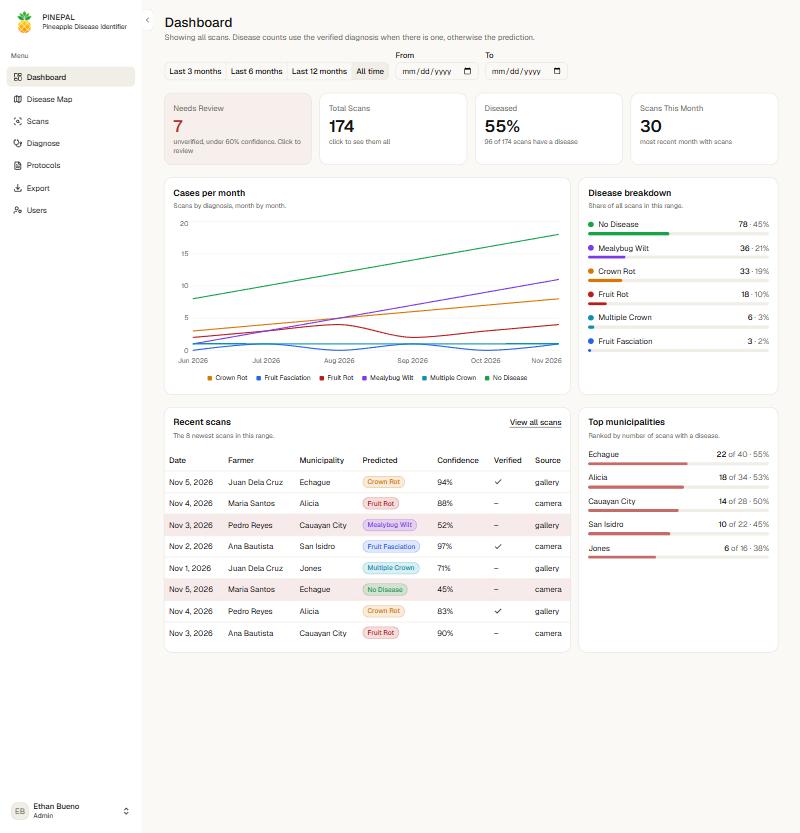 PINEPAL
Pineapple Disease Identifier
Menu
Dashboard
Disease Map
Scans
Diagnose
Protocols
Export
Users
EB
Ethan Bueno
Admin
Dashboard
Showing all scans. Disease counts use the verified diagnosis when there is one, otherwise the prediction.
From
To
Last 3 months
Last 6 months
Last 12 months
All time
mm/dd/yyyy
mm/dd/yyyy
Needs Review
7
unverified, under 60% confidence. Click to
review
Total Scans
174
click to see them all
Diseased
55%
96 of 174 scans have a disease
Scans This Month
30
most recent month with scans
Cases per month
Scans by diagnosis, month by month.
20
15
10
5
0
Jun 2026 Jul 2026 Aug 2026 Sep 2026 Oct 2026 Nov 2026
Crown Rot Fruit Fasciation Fruit Rot Mealybug Wilt Multiple Crown No Disease
Disease breakdown
Share of all scans in this range.
No Disease 78 · 45%
Mealybug Wilt 36 · 21%
Crown Rot 33 · 19%
Fruit Rot 18 · 10%
Multiple Crown 6 · 3%
Fruit Fasciation 3 · 2%
Recent scans
View all scans
The 8 newest scans in this range.
Date Farmer Municipality Predicted Confidence Verified Source
Nov 5, 2026 Juan Dela Cruz Echague Crown Rot 94% ✓ gallery
Nov 4, 2026 Maria Santos Alicia Fruit Rot 88% – gallery
Nov 3, 2026 Pedro Reyes Cauayan City Mealybug Wilt 52% – gallery
Nov 2, 2026 Ana Bautista San Isidro Fruit Fasciation 97% ✓ camera
Nov 1, 2026 Juan Dela Cruz Jones Multiple Crown 71% – gallery
Nov 5, 2026 Maria Santos Echague No Disease 45% – camera
Nov 4, 2026 Pedro Reyes Alicia Crown Rot 83% ✓ gallery
Nov 3, 2026 Ana Bautista Cauayan City Fruit Rot 90% – camera
Top municipalities
Ranked by number of scans with a disease.
Echague 22 of 40 · 55%
Alicia 18 of 34 · 53%
Cauayan City 14 of 28 · 50%
San Isidro 10 of 22 · 45%
Jones 6 of 16 · 38%